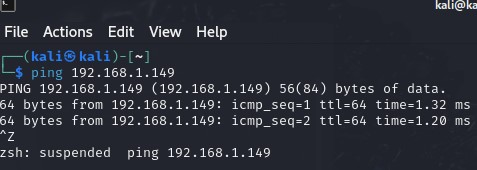 kali@ka
File Actions Edit View Help
┌──(kali㉿kali)-[~]
└─$ ping 192.168.1.149
PING 192.168.1.149 (192.168.1.149) 56(84) bytes of data.
64 bytes from 192.168.1.149: icmp_seq=1 ttl=64 time=1.32 ms
64 bytes from 192.168.1.149: icmp_seq=2 ttl=64 time=1.20 ms
^Z
zsh: suspended  ping 192.168.1.149